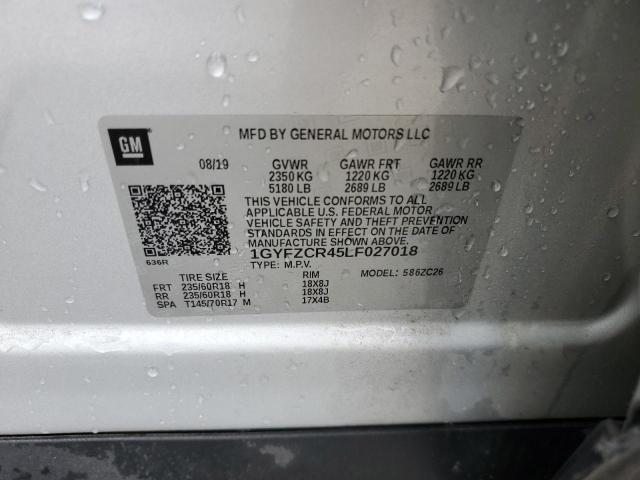 GM
MFD BY GENERAL MOTORS LLC
08/19 GVWR GAWR FRT GAWR RR
2350 KG 1220 KG 1220 KG
5180 LB 2689 LB 2689 LB
THIS VEHICLE CONFORMS TO ALL
APPLICABLE U.S. FEDERAL MOTOR
VEHICLE SAFETY AND THEFT PREVENTION
STANDARDS IN EFFECT ON THE DATE OF
MANUFACTURE SHOWN ABOVE.
1GYFZCR45LF027018
636R
TYPE: M.P.V. MODEL: 586ZC26
TIRE SIZE RIM
FRT 235/60R18 H 18X8J
RR 235/60R18 H 18X8J
SPA T145/70R17 M 17X4B